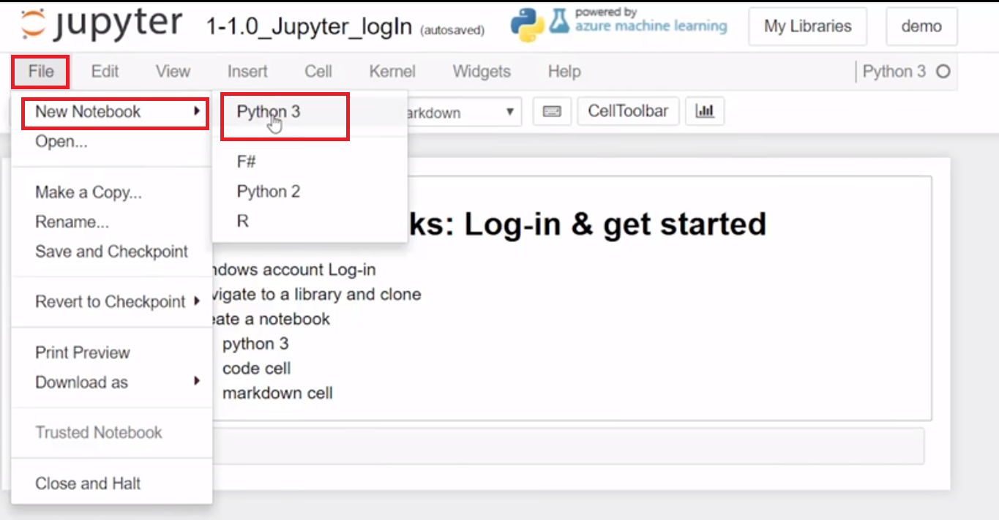 jupyter 1-1.0_Jupyter_logIn (autosaved)
powered by
azure machine learning
My Libraries
demo
File Edit View Insert Cell Kernel Widgets Help Python 3
New Notebook
Open...
Make a Copy...
Rename...
Save and Checkpoint
Revert to Checkpoint
Print Preview
Download as
Trusted Notebook
Close and Halt
Python 3
F#
Python 2
R
arkdown
CellToolbar
ks: Log-in & get started
ndows account Log-in
vigate to a library and clone
eate a notebook
python 3
code cell
markdown cell